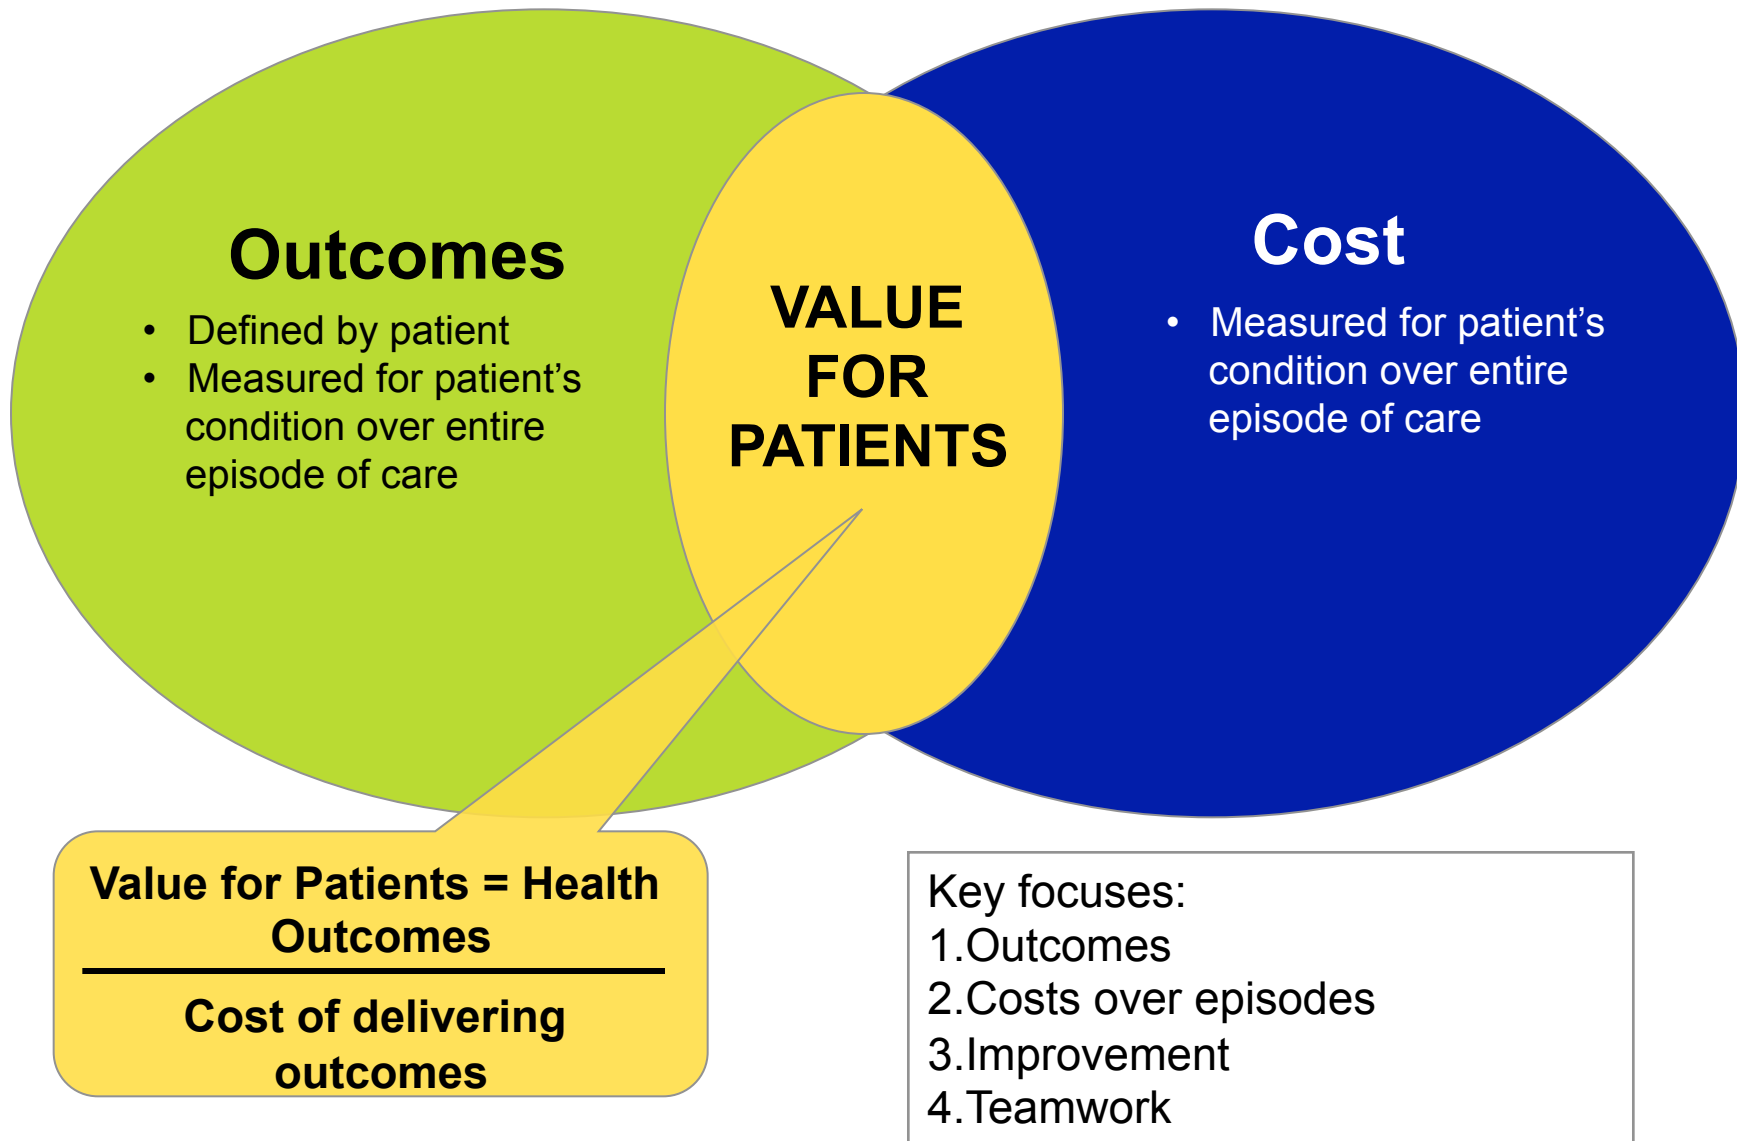 Outcomes
• Defined by patient
• Measured for patient’s
condition over entire
episode of care
VALUE
FOR
PATIENTS
Cost
• Measured for patient’s
condition over entire
episode of care
Value for Patients = Health
Outcomes
Cost of delivering
outcomes
Key focuses:
1.Outcomes
2.Costs over episodes
3.Improvement
4.Teamwork